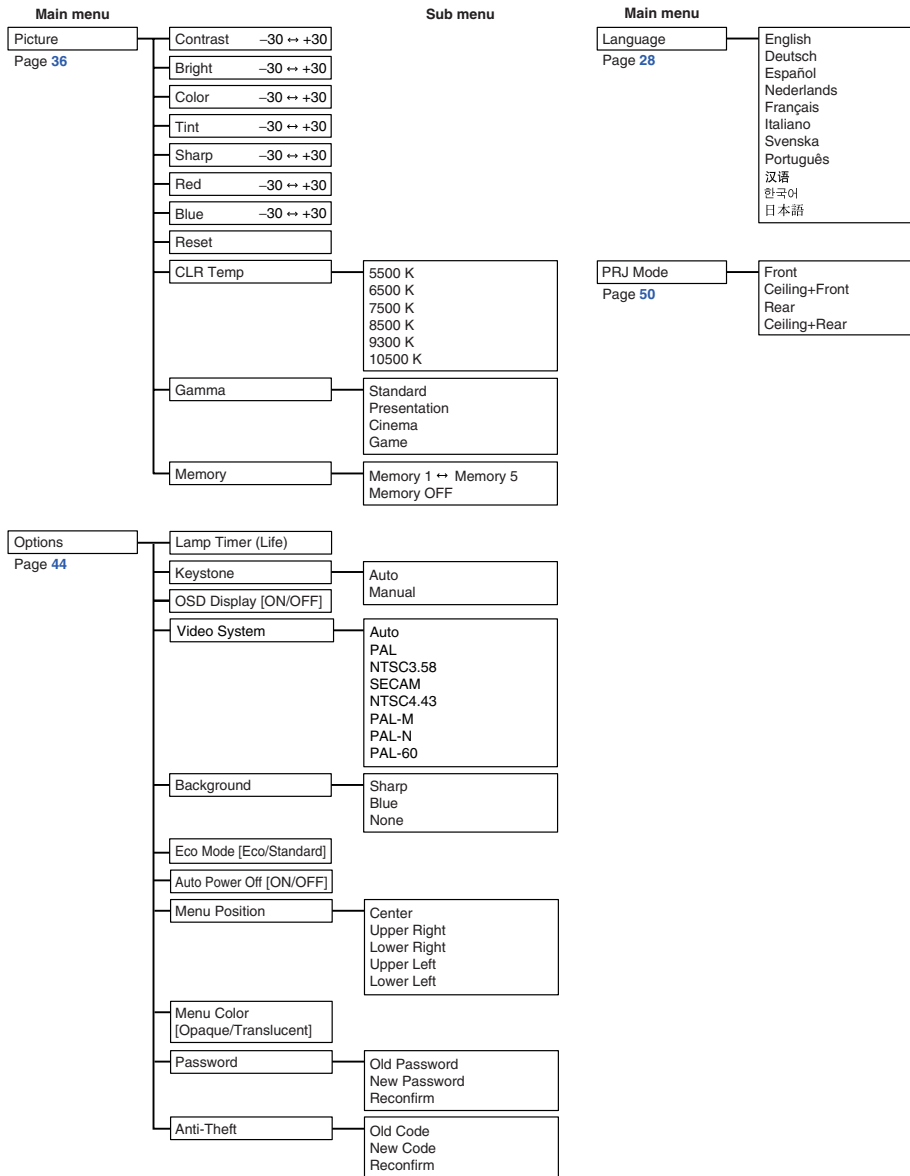 Main menu
Sub menu
Main menu
Picture
Page 36
Contrast –30 ↔ +30
Bright –30 ↔ +30
Color –30 ↔ +30
Tint –30 ↔ +30
Sharp –30 ↔ +30
Red –30 ↔ +30
Blue –30 ↔ +30
Reset
CLR Temp
5500 K
6500 K
7500 K
8500 K
9300 K
10500 K
Gamma
Standard
Presentation
Cinema
Game
Memory
Memory 1 ↔ Memory 5
Memory OFF
Language
Page 28
English
Deutsch
Español
Nederlands
Français
Italiano
Svenska
Português
汉语
한국어
日本語
PRJ Mode
Page 50
Front
Ceiling+Front
Rear
Ceiling+Rear
Options
Page 44
Lamp Timer (Life)
Keystone
Auto
Manual
OSD Display [ON/OFF]
Video System
Auto
PAL
NTSC3.58
SECAM
NTSC4.43
PAL-M
PAL-N
PAL-60
Background
Sharp
Blue
None
Eco Mode [Eco/Standard]
Auto Power Off [ON/OFF]
Menu Position
Center
Upper Right
Lower Right
Upper Left
Lower Left
Menu Color
[Opaque/Translucent]
Password
Old Password
New Password
Reconfirm
Anti-Theft
Old Code
New Code
Reconfirm